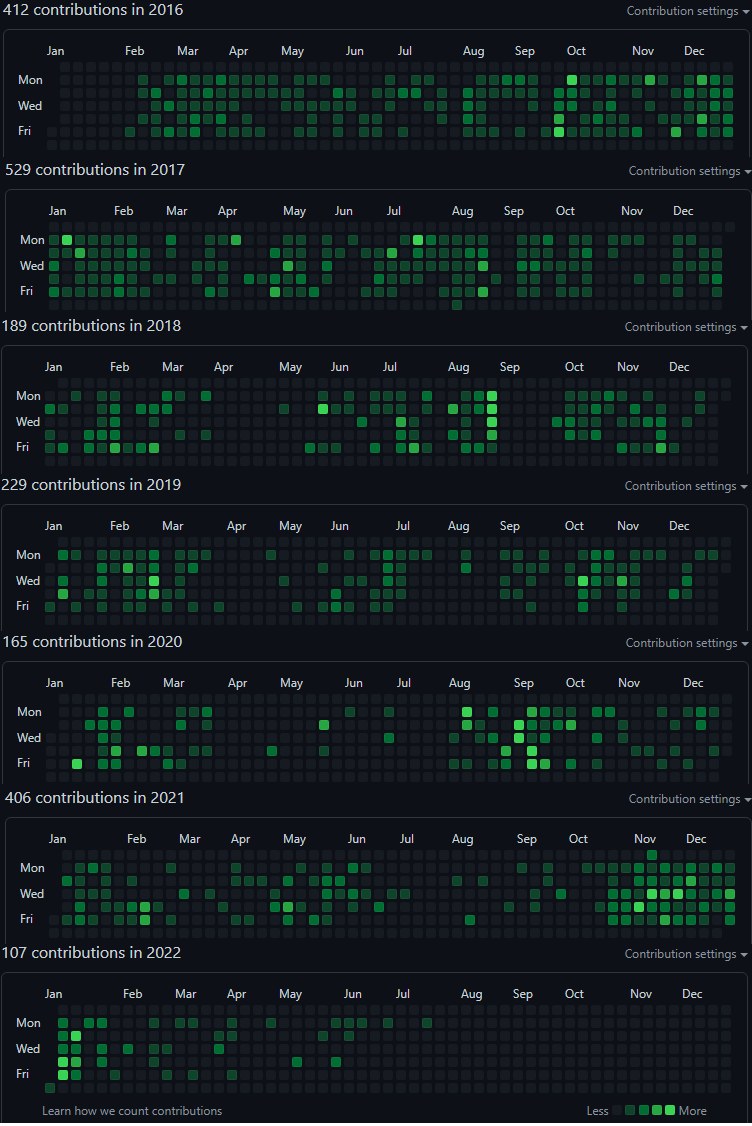 412 contributions in 2016 Contribution settings
Jan Feb Mar Apr May Jun Jul Aug Sep Oct Nov Dec
Mon
Wed
Fri
529 contributions in 2017 Contribution settings
Jan Feb Mar Apr May Jun Jul Aug Sep Oct Nov Dec
Mon
Wed
Fri
189 contributions in 2018 Contribution settings
Jan Feb Mar Apr May Jun Jul Aug Sep Oct Nov Dec
Mon
Wed
Fri
229 contributions in 2019 Contribution settings
Jan Feb Mar Apr May Jun Jul Aug Sep Oct Nov Dec
Mon
Wed
Fri
165 contributions in 2020 Contribution settings
Jan Feb Mar Apr May Jun Jul Aug Sep Oct Nov Dec
Mon
Wed
Fri
406 contributions in 2021 Contribution settings
Jan Feb Mar Apr May Jun Jul Aug Sep Oct Nov Dec
Mon
Wed
Fri
107 contributions in 2022 Contribution settings
Jan Feb Mar Apr May Jun Jul Aug Sep Oct Nov Dec
Mon
Wed
Fri
Learn how we count contributions Less More